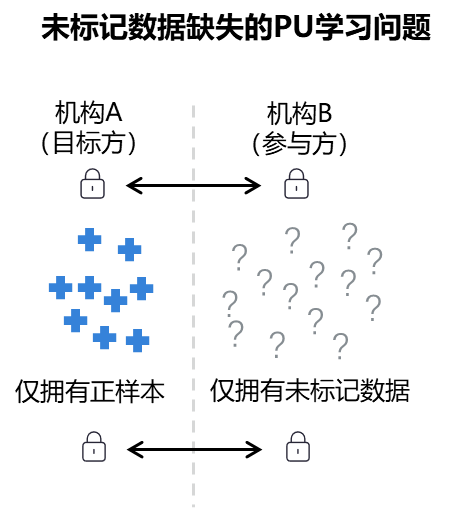 未标记数据缺失的PU学习问题
机构A
（目标方）
机构B
（参与方）
? ? ? ? ? ? ? ? ? ? ? ? ? ?
仅拥有正样本
仅拥有未标记数据